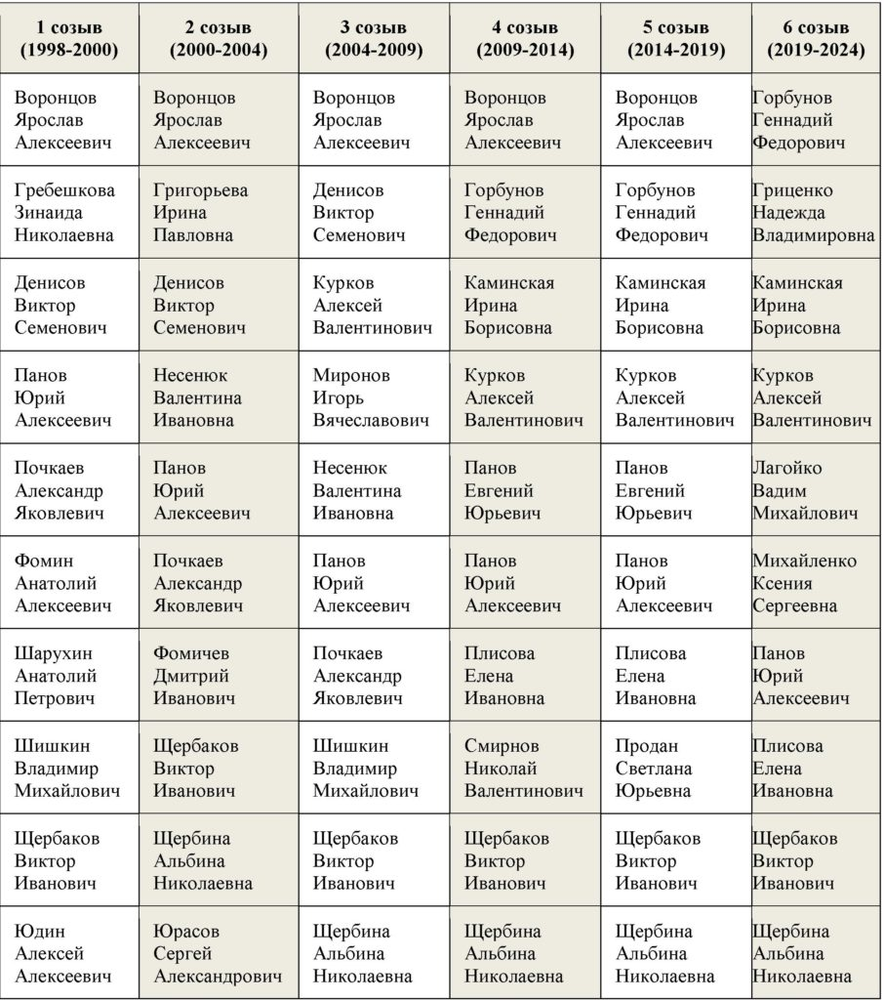 1 созыв
(1998-2000)
2 созыв
(2000-2004)
3 созыв
(2004-2009)
4 созыв
(2009-2014)
5 созыв
(2014-2019)
6 созыв
(2019-2024)
Воронцов
Ярослав
Алексеевич
Воронцов
Ярослав
Алексеевич
Воронцов
Ярослав
Алексеевич
Воронцов
Ярослав
Алексеевич
Воронцов
Ярослав
Алексеевич
Горбунов
Геннадий
Федорович
Гребешкова
Зинаида
Николаевна
Григорьева
Ирина
Павловна
Денисов
Виктор
Семенович
Горбунов
Геннадий
Федорович
Горбунов
Геннадий
Федорович
Гриценко
Надежда
Владимировна
Денисов
Виктор
Семенович
Денисов
Виктор
Семенович
Курков
Алексей
Валентинович
Каминская
Ирина
Борисовна
Каминская
Ирина
Борисовна
Каминская
Ирина
Борисовна
Панов
Юрий
Алексеевич
Несенюк
Валентина
Ивановна
Миронов
Игорь
Вячеславович
Курков
Алексей
Валентинович
Курков
Алексей
Валентинович
Курков
Алексей
Валентинович
Почкаев
Александр
Яковлевич
Панов
Юрий
Алексеевич
Несенюк
Валентина
Ивановна
Панов
Евгений
Юрьевич
Панов
Евгений
Юрьевич
Лагойко
Вадим
Михайлович
Фомин
Анатолий
Алексеевич
Почкаев
Александр
Яковлевич
Панов
Юрий
Алексеевич
Панов
Юрий
Алексеевич
Панов
Юрий
Алексеевич
Михайленко
Ксения
Сергеевна
Шарухин
Анатолий
Петрович
Фомичев
Дмитрий
Иванович
Почкаев
Александр
Яковлевич
Плисова
Елена
Ивановна
Плисова
Елена
Ивановна
Панов
Юрий
Алексеевич
Шишкин
Владимир
Михайлович
Щербаков
Виктор
Иванович
Шишкин
Владимир
Михайлович
Смирнов
Николай
Валентинович
Продан
Светлана
Юрьевна
Плисова
Елена
Ивановна
Щербаков
Виктор
Иванович
Щербина
Альбина
Николаевна
Щербаков
Виктор
Иванович
Щербаков
Виктор
Иванович
Щербаков
Виктор
Иванович
Щербаков
Виктор
Иванович
Юдин
Алексей
Алексеевич
Юрасов
Сергей
Александрович
Щербина
Альбина
Николаевна
Щербина
Альбина
Николаевна
Щербина
Альбина
Николаевна
Щербина
Альбина
Николаевна